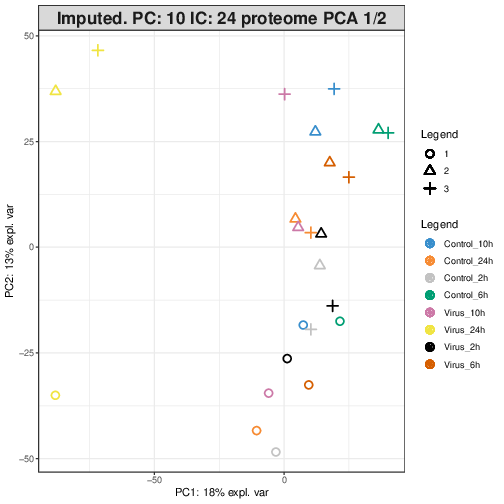 Imputed. PC: 10 IC: 24 proteome PCA 1/2
50
25
0
−25
−50
−50
0
PC1: 18% expl. var
PC2: 13% expl. var
Legend
1
2
3
Legend
Control_10h
Control_24h
Control_2h
Control_6h
Virus_10h
Virus_24h
Virus_2h
Virus_6h